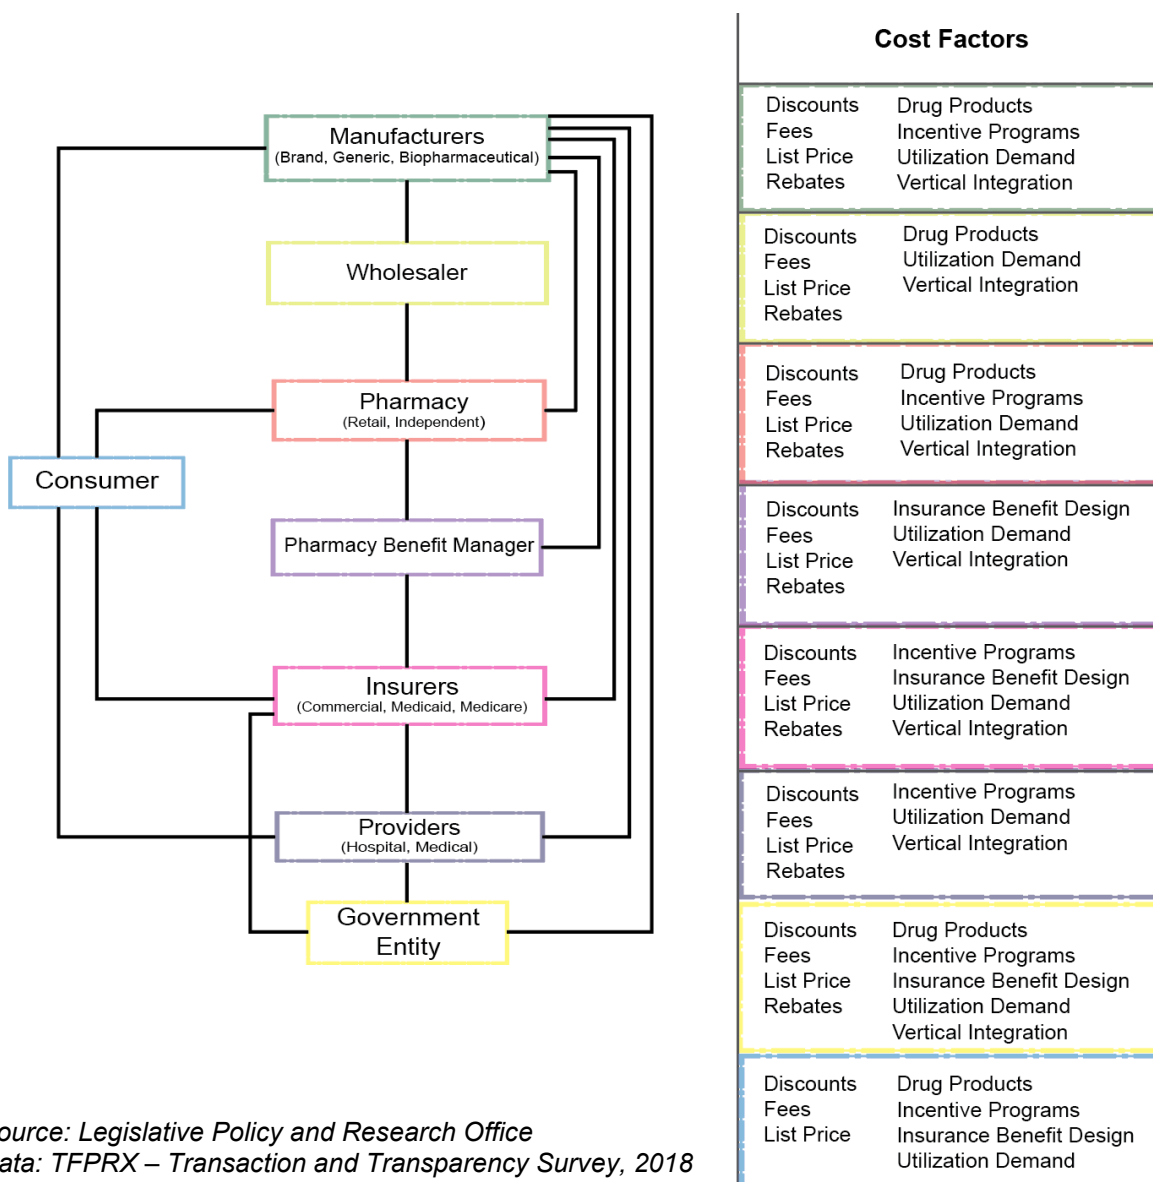 Cost Factors
Manufacturers
(Brand, Generic, Biopharmaceutical)
Wholesaler
Pharmacy
(Retail, Independent)
Consumer
Pharmacy Benefit Manager
Insurers
(Commercial, Medicaid, Medicare)
Providers
(Hospital, Medical)
Government
Entity
Discounts Drug Products
Fees Incentive Programs
List Price Utilization Demand
Rebates Vertical Integration
Discounts Drug Products
Fees Utilization Demand
List Price Vertical Integration
Rebates
Discounts Drug Products
Fees Incentive Programs
List Price Utilization Demand
Rebates Vertical Integration
Discounts Insurance Benefit Design
Fees Utilization Demand
List Price Vertical Integration
Rebates
Discounts Incentive Programs
Fees Insurance Benefit Design
List Price Utilization Demand
Rebates Vertical Integration
Discounts Incentive Programs
Fees Utilization Demand
List Price Vertical Integration
Rebates
Discounts Drug Products
Fees Incentive Programs
List Price Insurance Benefit Design
Rebates Utilization Demand
Vertical Integration
Discounts Drug Products
Fees Incentive Programs
List Price Insurance Benefit Design
Utilization Demand
ource: Legislative Policy and Research Office
ata: TFPRX – Transaction and Transparency Survey, 2018